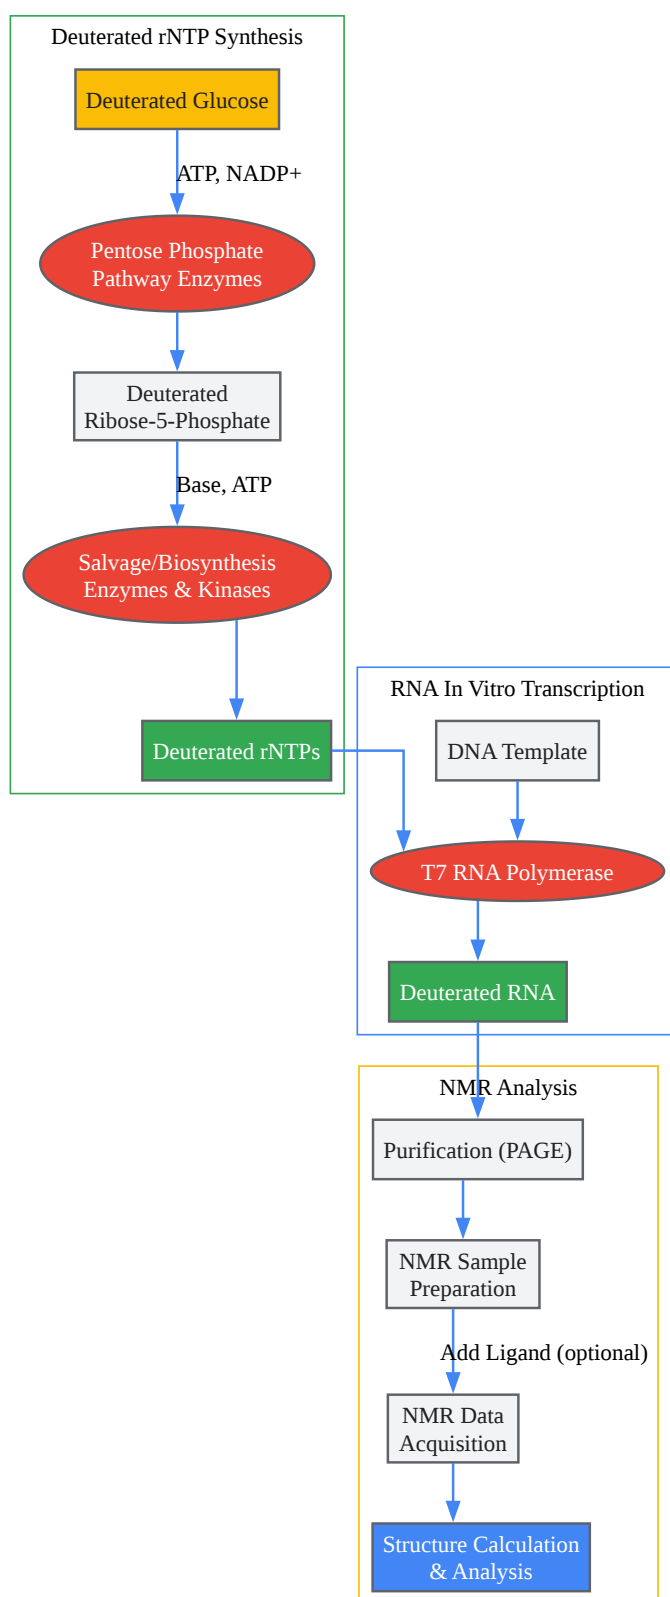 Deuterated rNTP Synthesis
Deuterated Glucose
ATP, NADP+
Pentose Phosphate
Pathway Enzymes
Deuterated
Ribose-5-Phosphate
Base, ATP
Salvage/Biosynthesis
Enzymes & Kinases
Deuterated rNTPs
RNA In Vitro Transcription
DNA Template
T7 RNA Polymerase
Deuterated RNA
NMR Analysis
Purification (PAGE)
NMR Sample
Preparation
Add Ligand (optional)
NMR Data
Acquisition
Structure Calculation
& Analysis